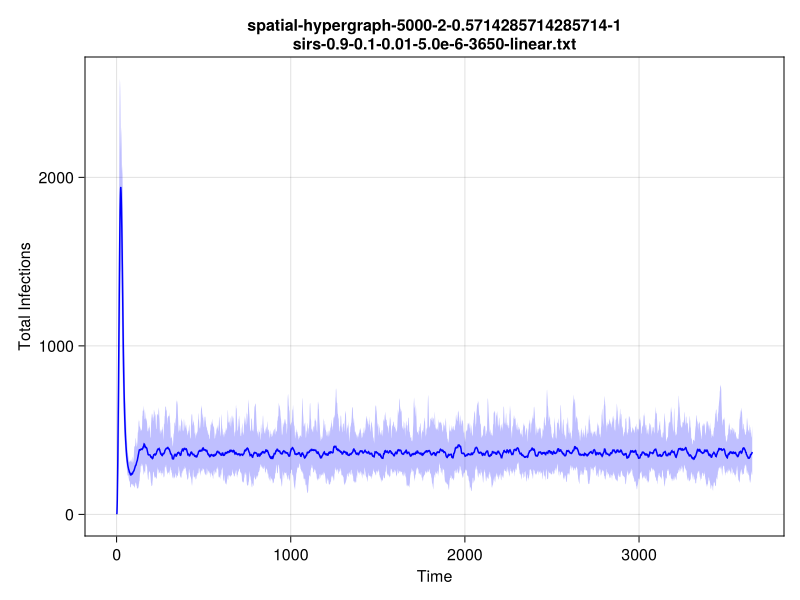 spatial-hypergraph-5000-2-0.5714285714285714-1
sirs-0.9-0.1-0.01-5.0e-6-3650-linear.txt
Total Infections
2000
1000
0
0
1000
2000
3000
Time